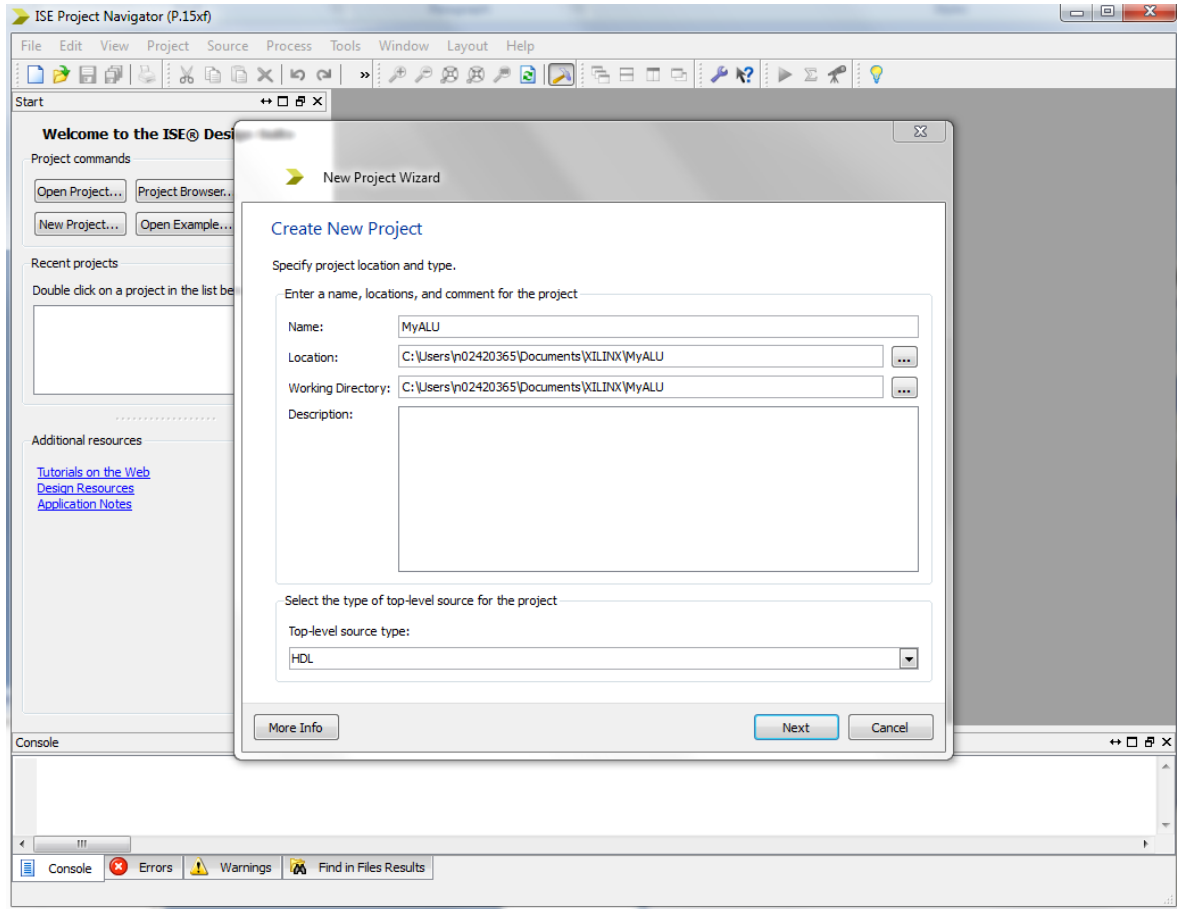 ISE Project Navigator (P.15xf)
File Edit View Project Source Process Tools Window Layout Help
Start
Welcome to the ISE® Desi
Project commands
Open Project... Project Browser..
New Project... Open Example...
Recent projects
Double click on a project in the list be
Additional resources
Tutorials on the Web
Design Resources
Application Notes
New Project Wizard
Create New Project
Specify project location and type.
Enter a name, locations, and comment for the project
Name: MyALU
Location: C:\Users\n02420365\Documents\XILINX\MyALU
...
Working Directory: C:\Users\n02420365\Documents\XILINX\MyALU
...
Description:
Select the type of top-level source for the project
Top-level source type:
HDL
More Info Next Cancel
Console
Console Errors Warnings Find in Files Results